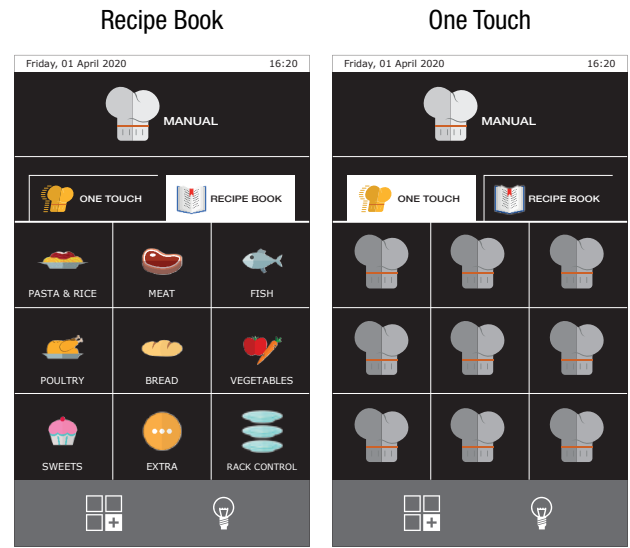 Recipe Book
One Touch
Friday, 01 April 2020 16:20
MANUAL
ONE TOUCH
RECIPE BOOK
PASTA & RICE
MEAT
FISH
POULTRY
BREAD
VEGETABLES
SWEETS
EXTRA
RACK CONTROL
Friday, 01 April 2020 16:20
MANUAL
ONE TOUCH
RECIPE BOOK